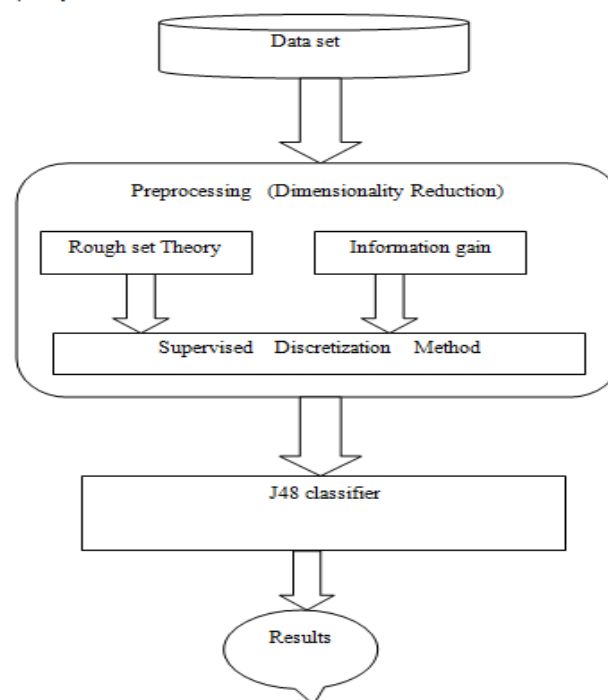 Data set
Preprocessing (Dimensionality Reduction)
Rough set Theory
Information gain
Supervised Discretization Method
J48 classifier
Results